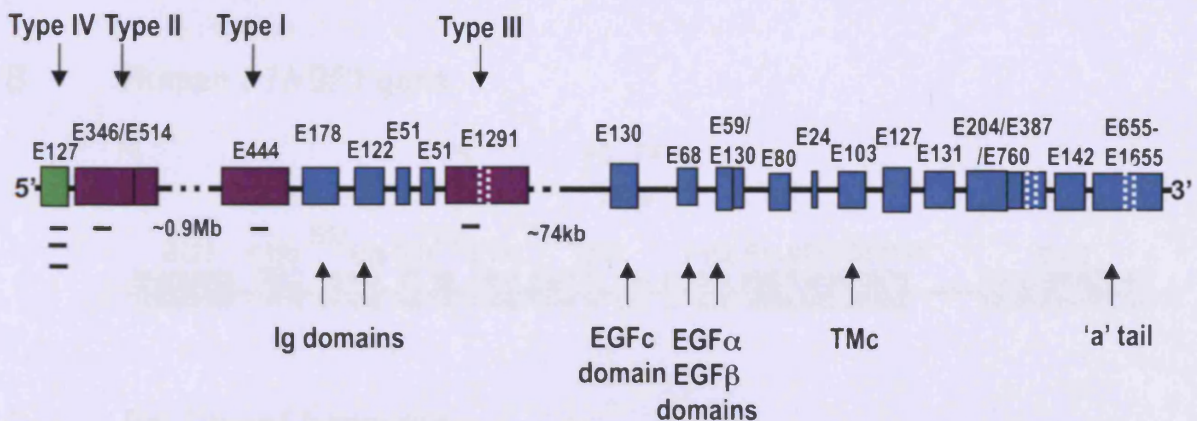 Type IV Type II Type I Type III
E346/E514 E51 E1291 E130 E59/ E24 E127 E204/E387 E655-
E127 E444 E178 E122 E51 E68 E130 E80 E103 E131 /E760 E142 E1655
5' 3'
~0.9Mb ~74kb
Ig domains EGFc EGFα TMc 'a' tail
domain EGFβ
domains